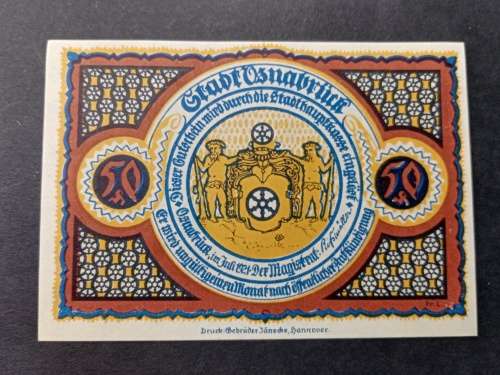 Stadt Osnabrück
Dieser Gutschein wird durch die Stadthauptkasse eingelöst
Osnabrück, im Juli 1921 Der Magistrat
Er wird ungültig einen Monat nach öffentlicher Aufkündigung
50
50
Druck Gebrüder Jänecke, Hannover.